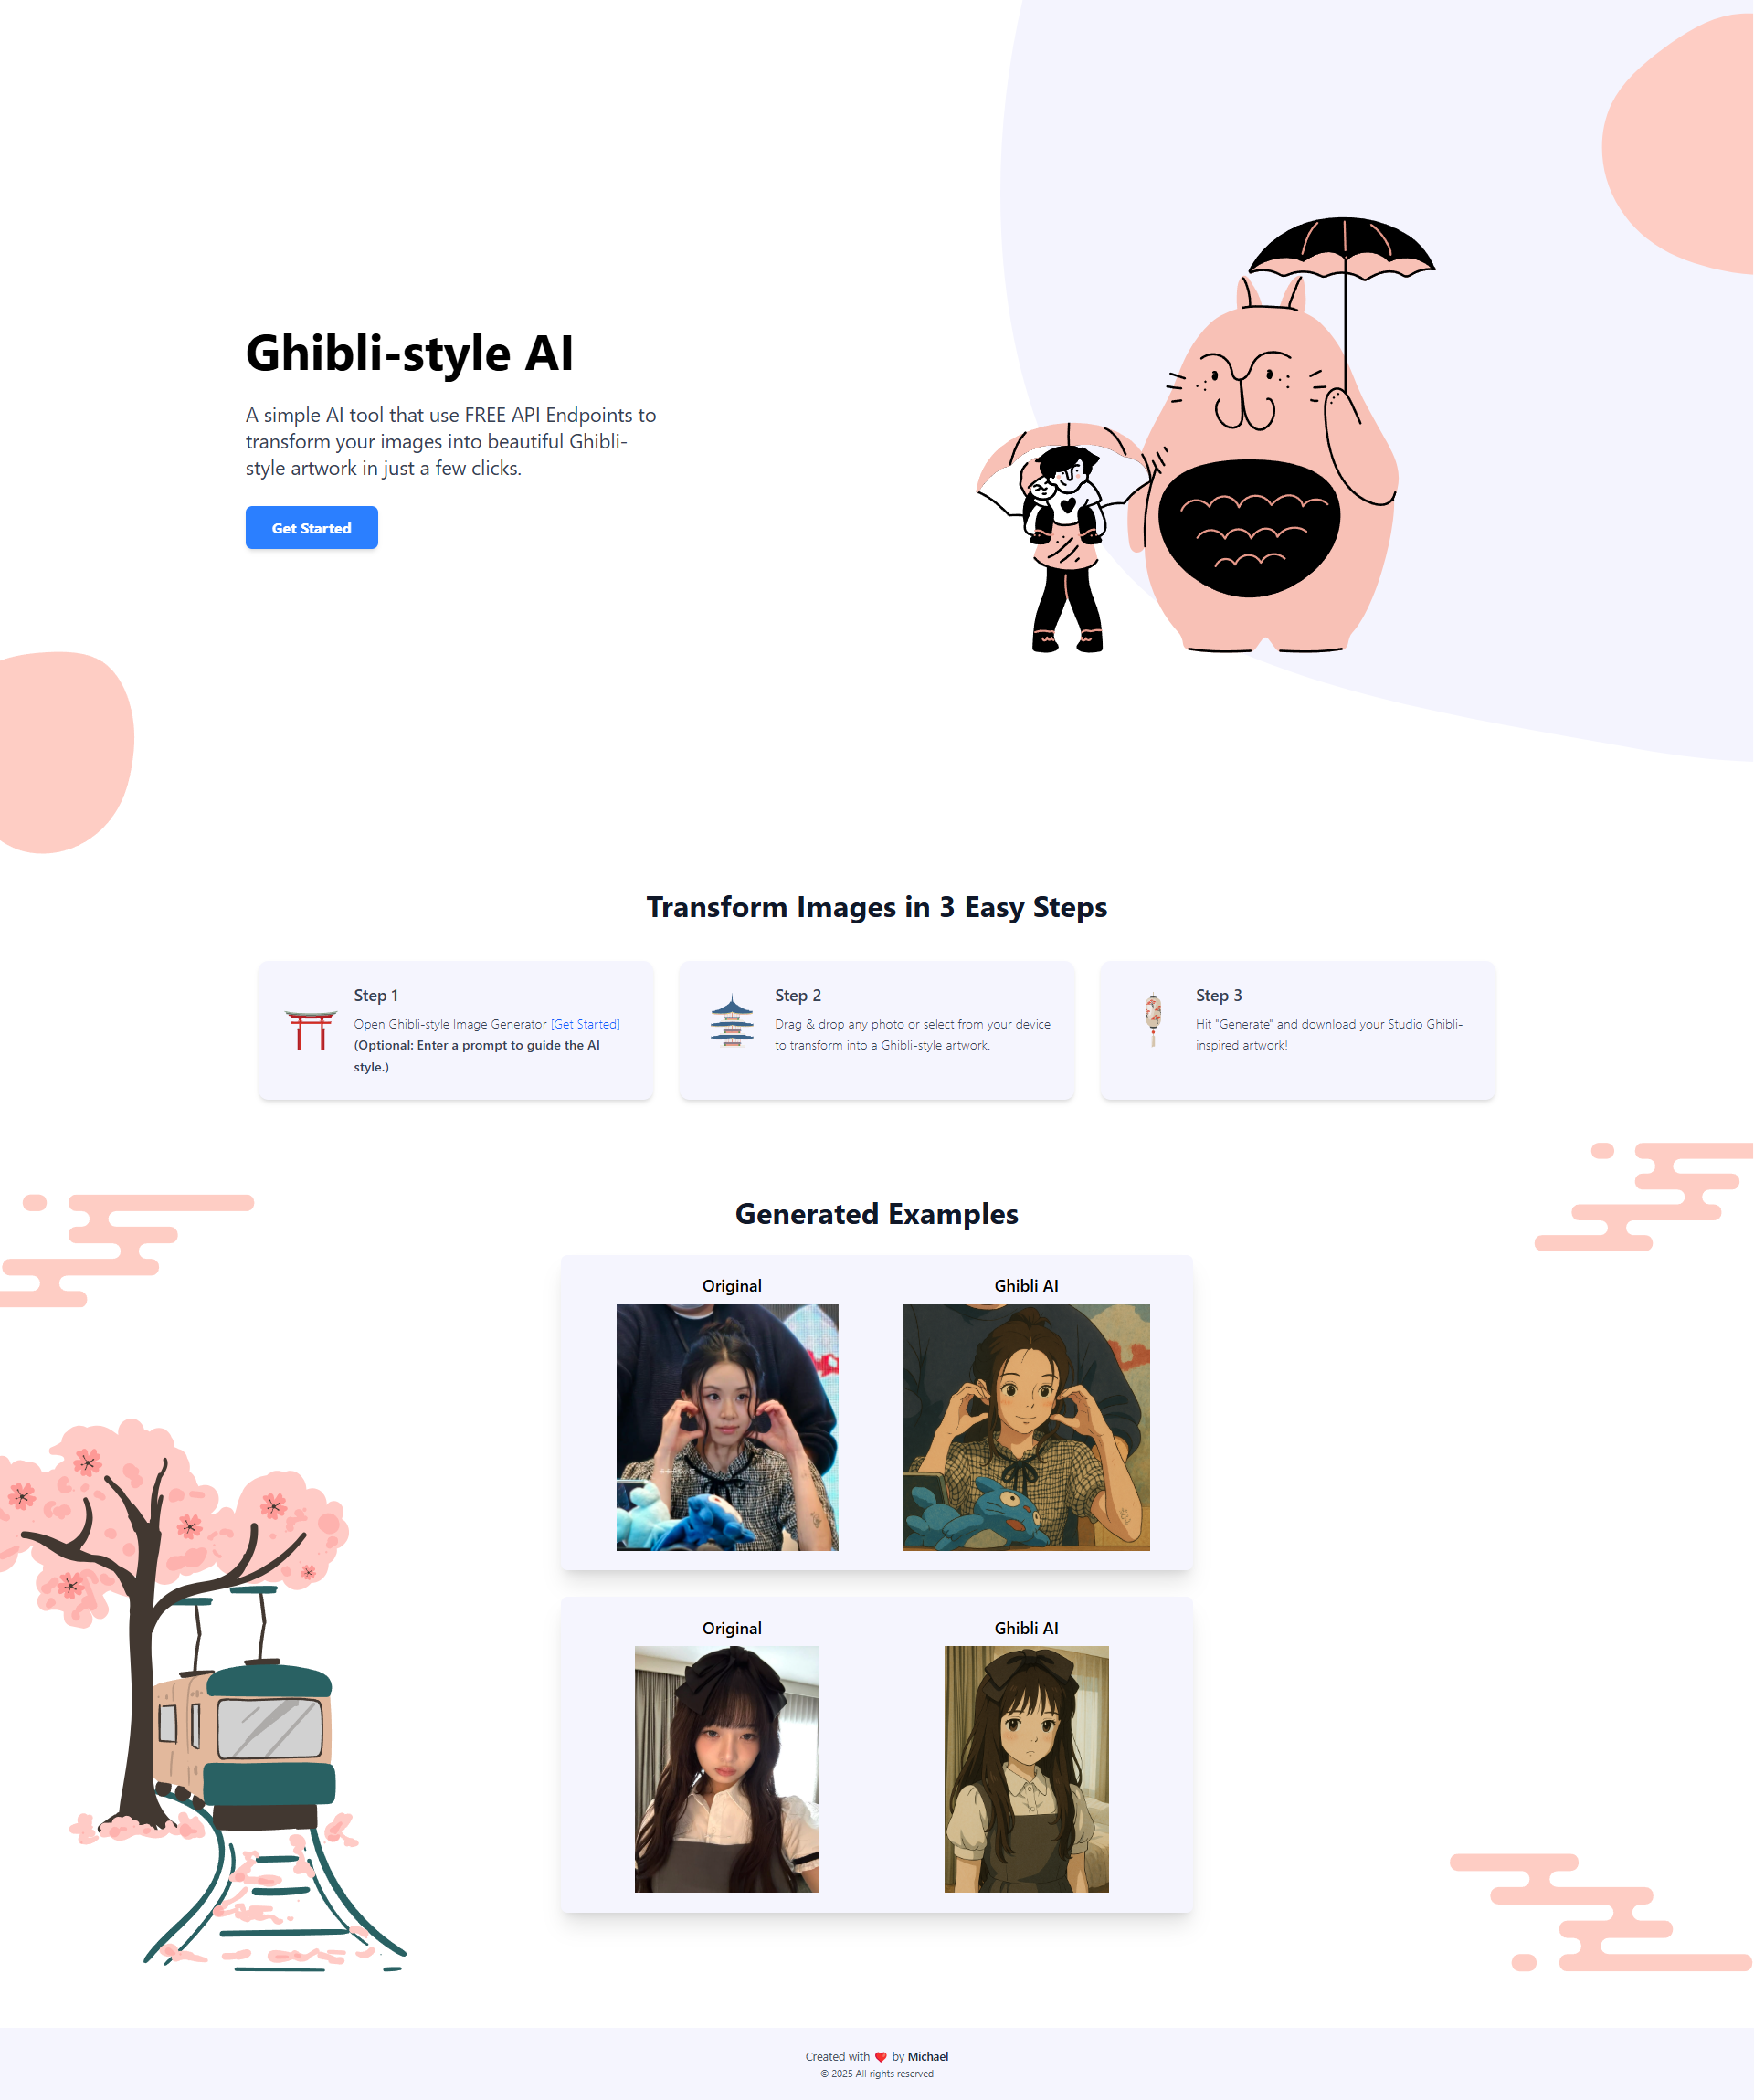 Ghibli-style AI
A simple AI tool that use FREE API Endpoints to
transform your images into beautiful Ghibli-
style artwork in just a few clicks.
Get Started
Transform Images in 3 Easy Steps
Step 1
Open Ghibli-style Image Generator [Get Started]
(Optional: Enter a prompt to guide the AI
style.)
Step 2
Drag & drop any photo or select from your device
to transform into a Ghibli-style artwork.
Step 3
Hit "Generate" and download your Studio Ghibli-
inspired artwork!
Generated Examples
Original
Ghibli AI
Original
Ghibli AI
Created with ❤️ by Michael
© 2025 All rights reserved